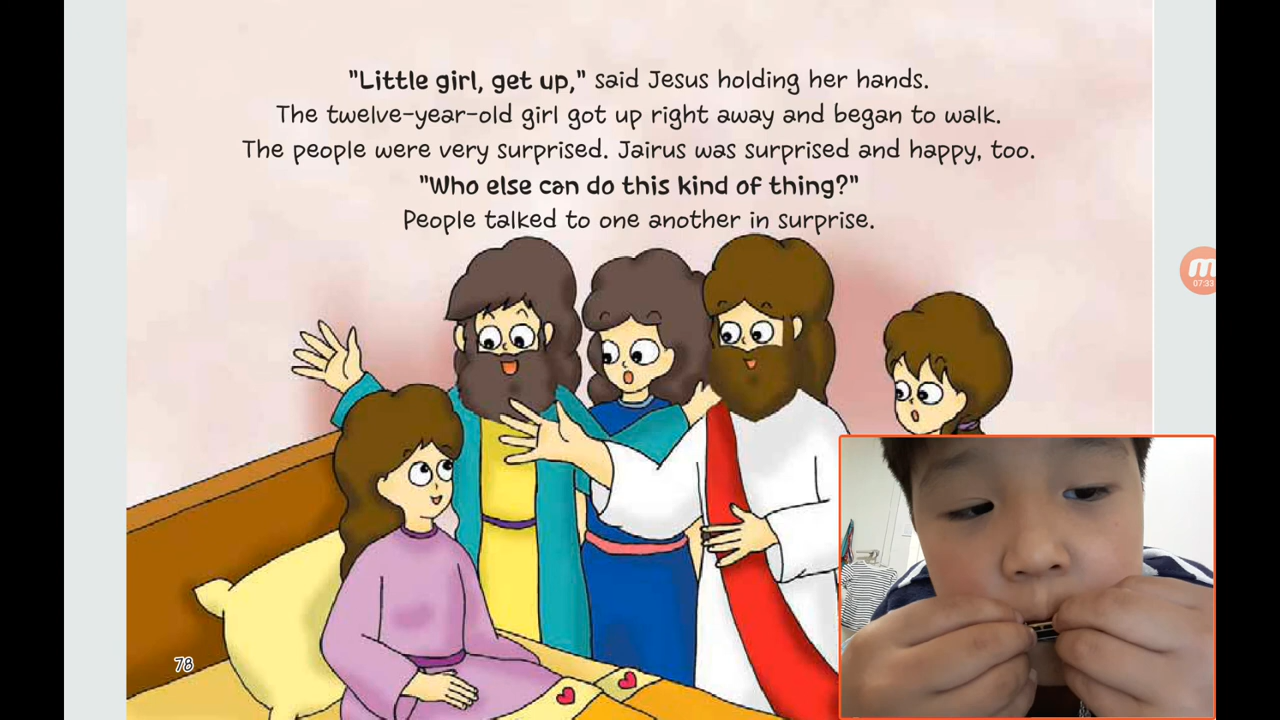 "Little girl, get up," said Jesus holding her hands.
The twelve-year-old girl got up right away and began to walk.
The people were very surprised. Jairus was surprised and happy, too.
"Who else can do this kind of thing?"
People talked to one another in surprise.
07:33
78